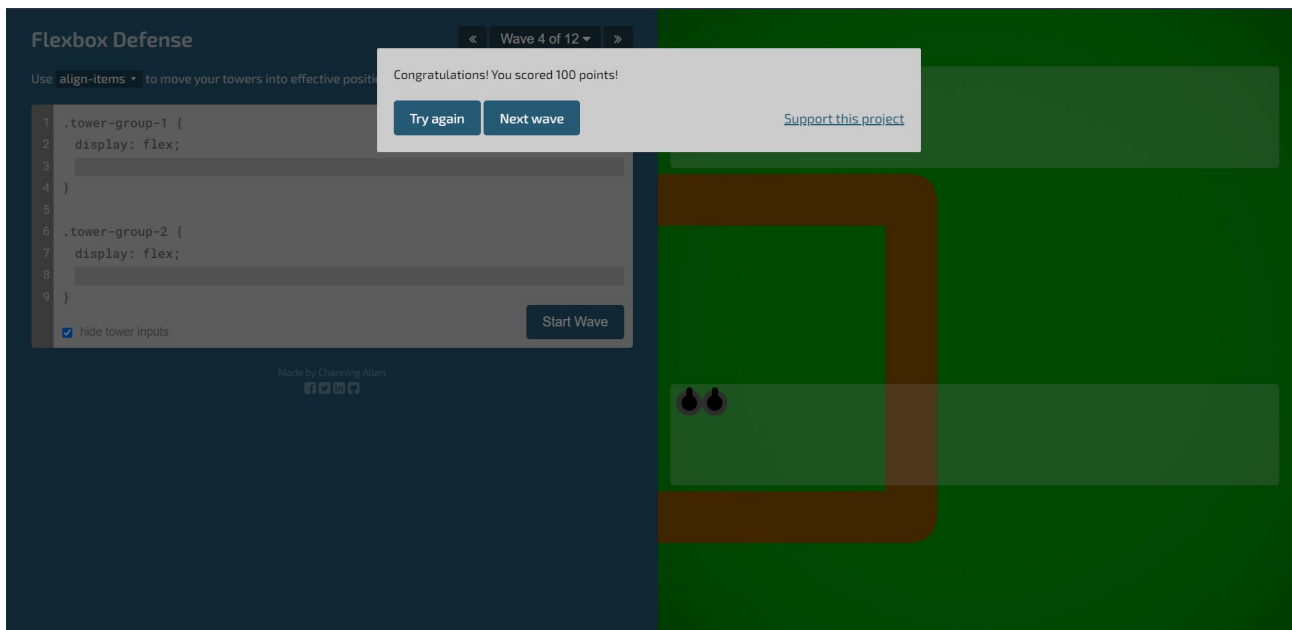 Flexbox Defense
« Wave 4 of 12 ▾ »
Use align-items ▾ to move your towers into effective
Congratulations! You scored 100 points!
Try again Next wave Support this project
1 .tower-group-1 {
2 display: flex;
3
4 }
5
6 .tower-group-2 {
7 display: flex;
8
9 }
hide tower inputs
Start Wave
Made by Channing Allen